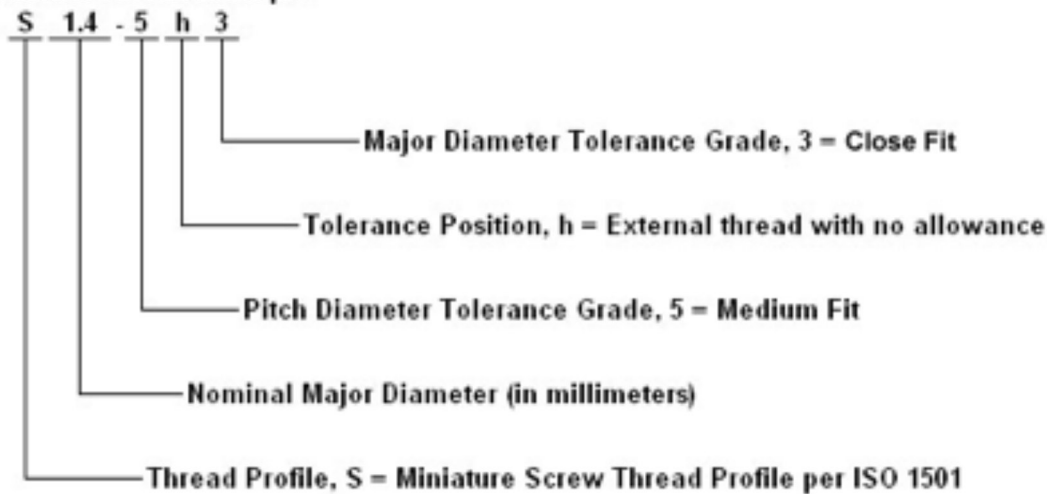 S 1.4 - 5 h 3
Major Diameter Tolerance Grade, 3 = Close Fit
Tolerance Position, h = External thread with no allowance
Pitch Diameter Tolerance Grade, 5 = Medium Fit
Nominal Major Diameter (in millimeters)
Thread Profile, S = Miniature Screw Thread Profile per ISO 1501